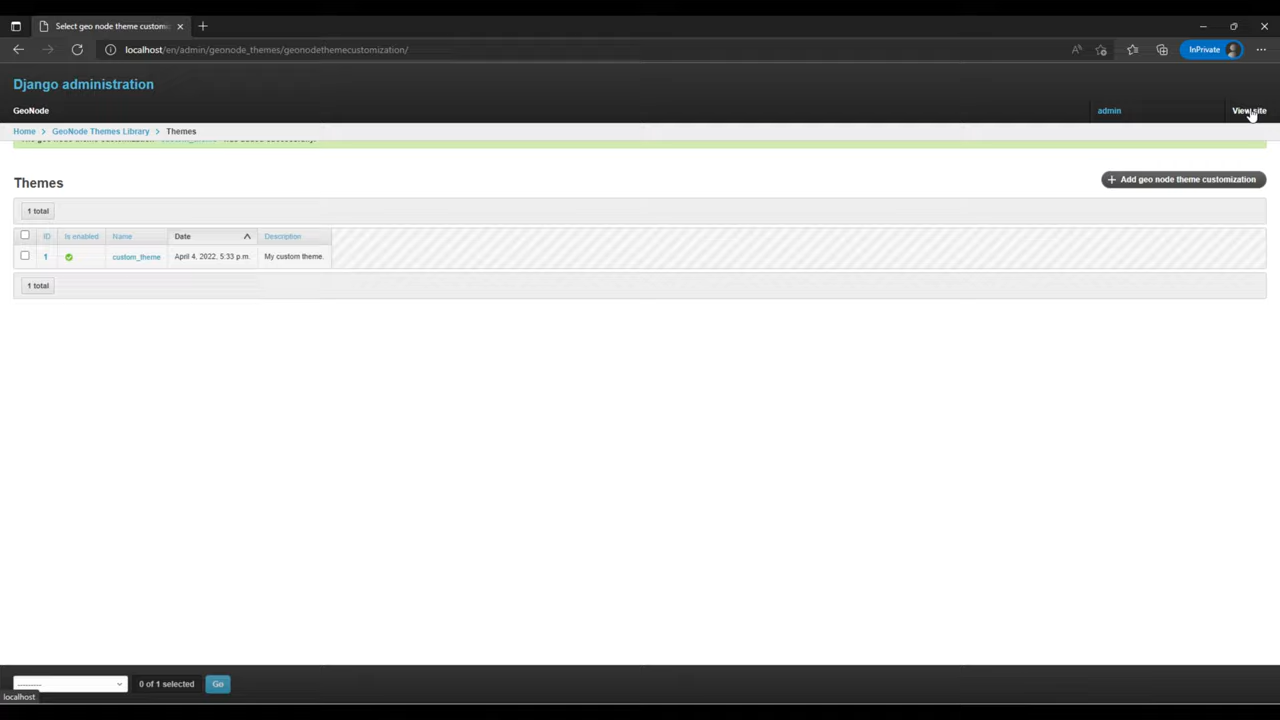 Select geo node theme customiz
localhost/en/admin/geonode_themes/geonodethemecustomization/
InPrivate
Django administration
GeoNode
admin
View site
Home > GeoNode Themes Library > Themes
Themes
+ Add geo node theme customization
1 total
ID Is enabled Name Date Description
1 custom_theme April 4, 2022, 5:33 p.m. My custom theme.
1 total
--------- 0 of 1 selected Go
localhost